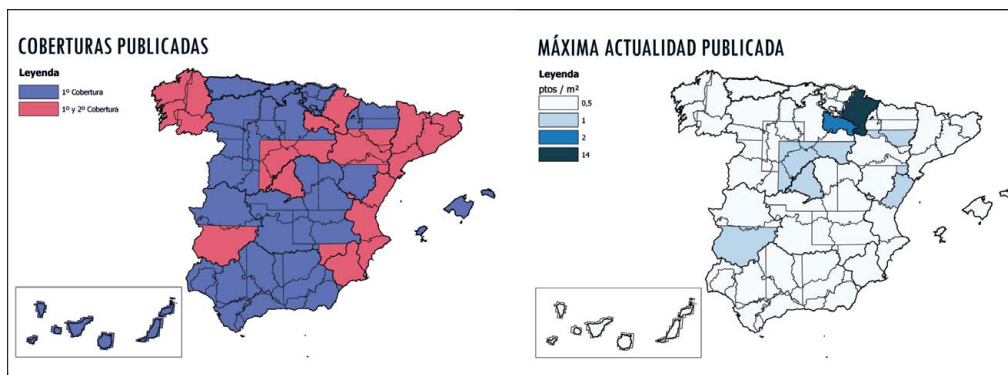 COBERTURAS PUBLICADAS
Leyenda
1º Cobertura
1º y 2º Cobertura
MÁXIMA ACTUALIDAD PUBLICADA
Leyenda
ptos / m²
0,5
1
2
14